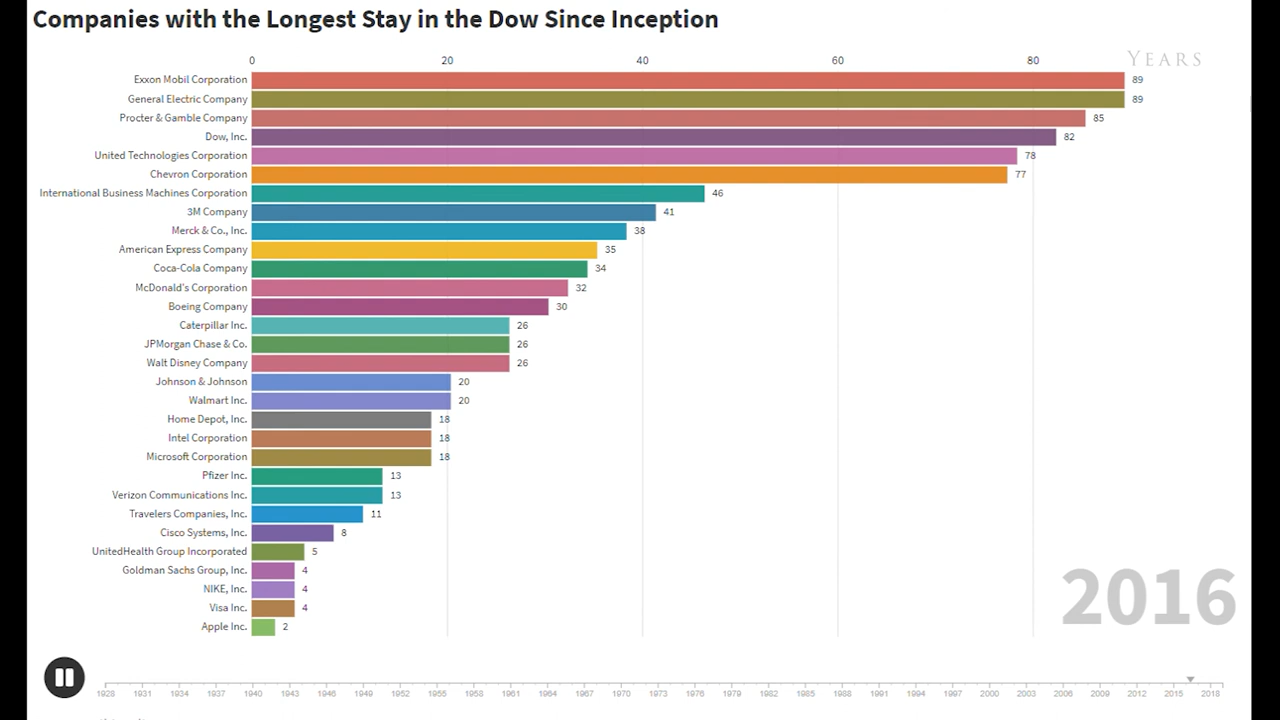 Companies with the Longest Stay in the Dow Since Inception
0 20 40 60 80 YEARS
Exxon Mobil Corporation 89
General Electric Company 89
Procter & Gamble Company 85
Dow, Inc. 82
United Technologies Corporation 78
Chevron Corporation 77
International Business Machines Corporation 46
3M Company 41
Merck & Co., Inc. 38
American Express Company 35
Coca-Cola Company 34
McDonald's Corporation 32
Boeing Company 30
Caterpillar Inc. 26
JPMorgan Chase & Co. 26
Walt Disney Company 26
Johnson & Johnson 20
Walmart Inc. 20
Home Depot, Inc. 18
Intel Corporation 18
Microsoft Corporation 18
Pfizer Inc. 13
Verizon Communications Inc. 13
Travelers Companies, Inc. 11
Cisco Systems, Inc. 8
UnitedHealth Group Incorporated 5
Goldman Sachs Group, Inc. 4
NIKE, Inc. 4
Visa Inc. 4
Apple Inc. 2
2016
1928 1931 1934 1937 1940 1943 1946 1949 1952 1955 1958 1961 1964 1967 1970 1973 1976 1979 1982 1985 1988 1991 1994 1997 2000 2003 2006 2009 2012 2015 2018